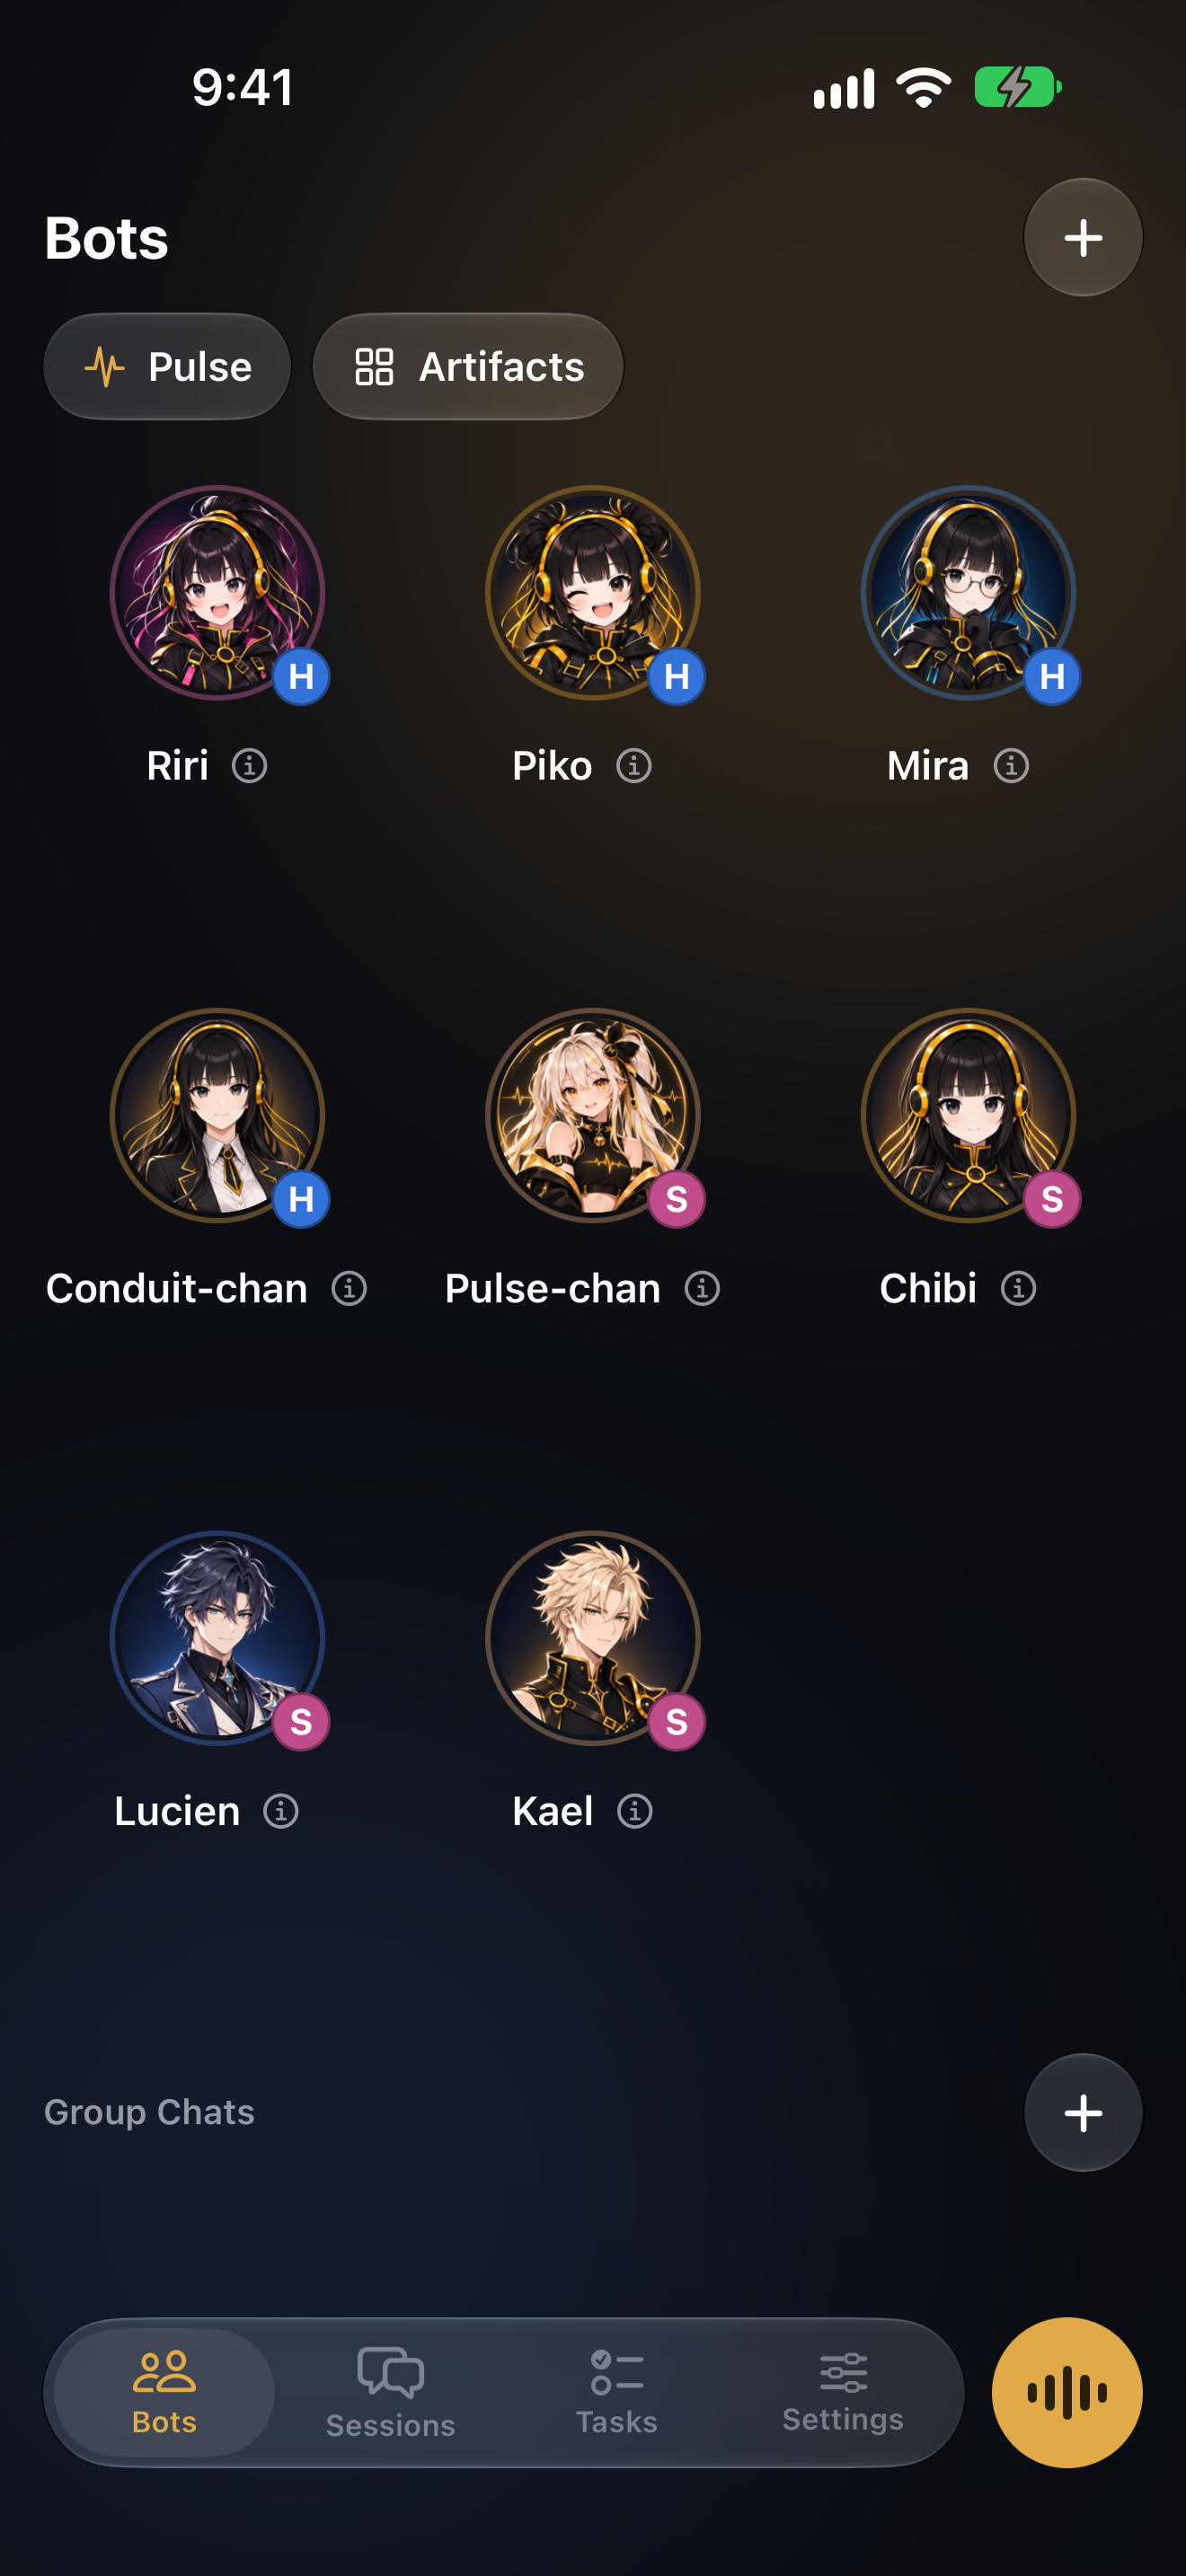 9:41
Bots
Pulse
Artifacts
H
H
H
Riri
Piko
Mira
H
S
S
Conduit-chan
Pulse-chan
Chibi
S
S
Lucien
Kael
Group Chats
Bots
Sessions
Tasks
Settings